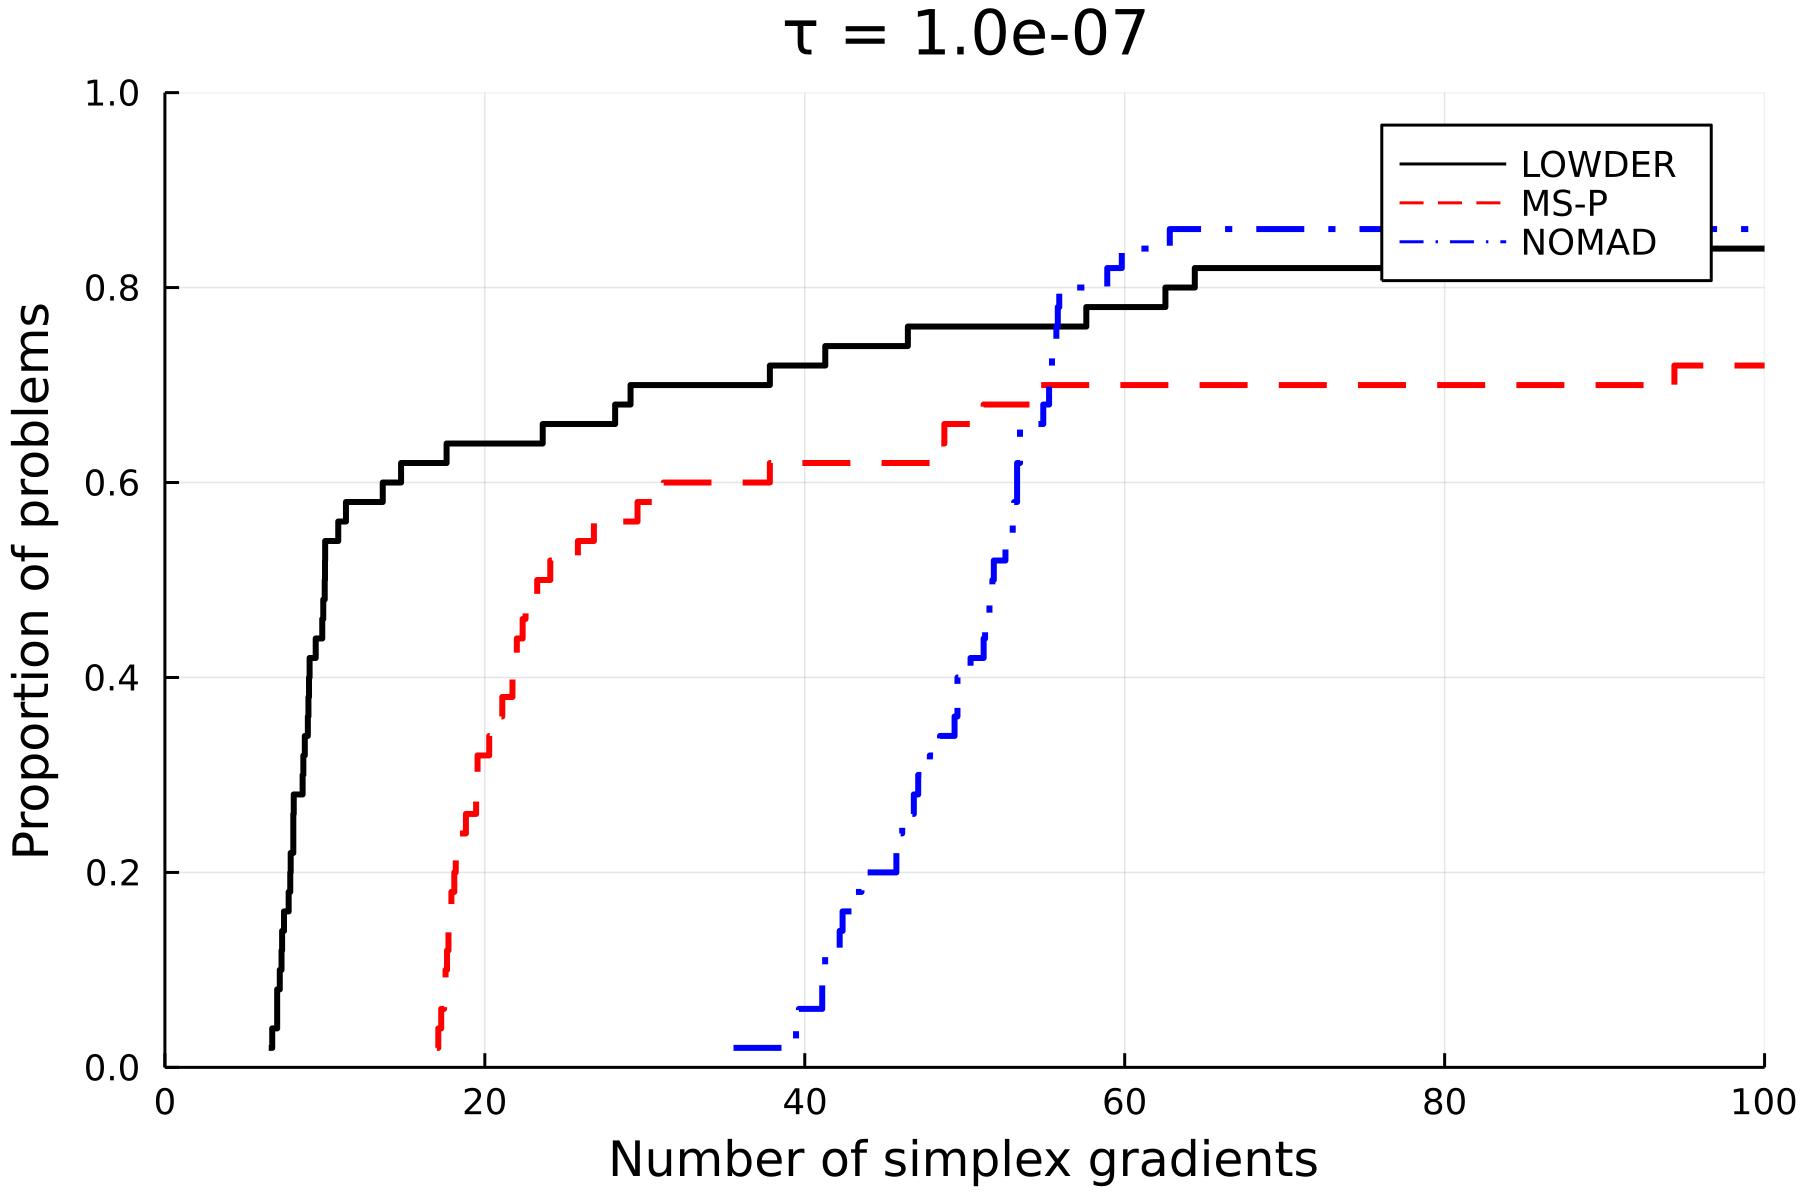 τ = 1.0e-07
Proportion of problems
1.0
0.8
0.6
0.4
0.2
0.0
LOWDER
MS-P
NOMAD
0 20 40 60 80 100
Number of simplex gradients